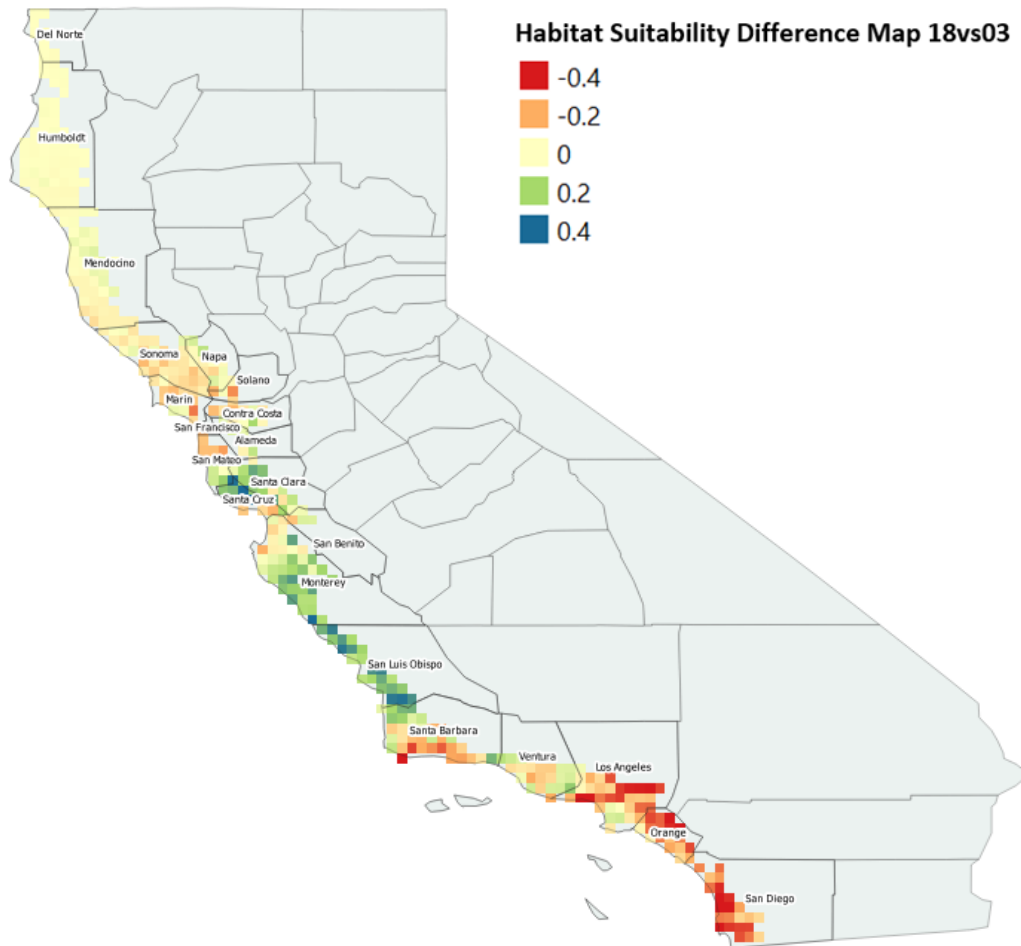 Habitat Suitability Difference Map 18vs03
-0.4
-0.2
0
0.2
0.4
Del Norte
Humboldt
Mendocino
Sonoma
Napa
Solano
Marin
Contra Costa
San Francisco
Alameda
San Mateo
Santa Clara
Santa Cruz
San Benito
Monterey
San Luis Obispo
Santa Barbara
Ventura
Los Angeles
Orange
San Diego